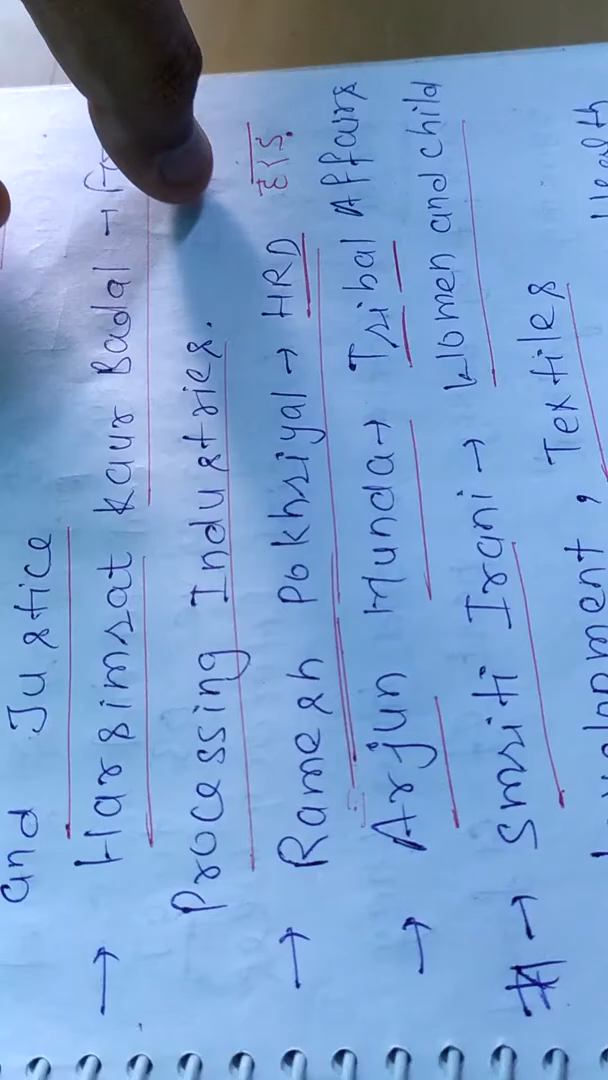 and Justice
→ Harsimrat Kaur Badal →
Processing Industries.
→ Ramesh Pokhriyal → HRD
→ Arjun Munda → Tribal Affairs
# → Smriti Irani → Women and child
, Textiles
Health